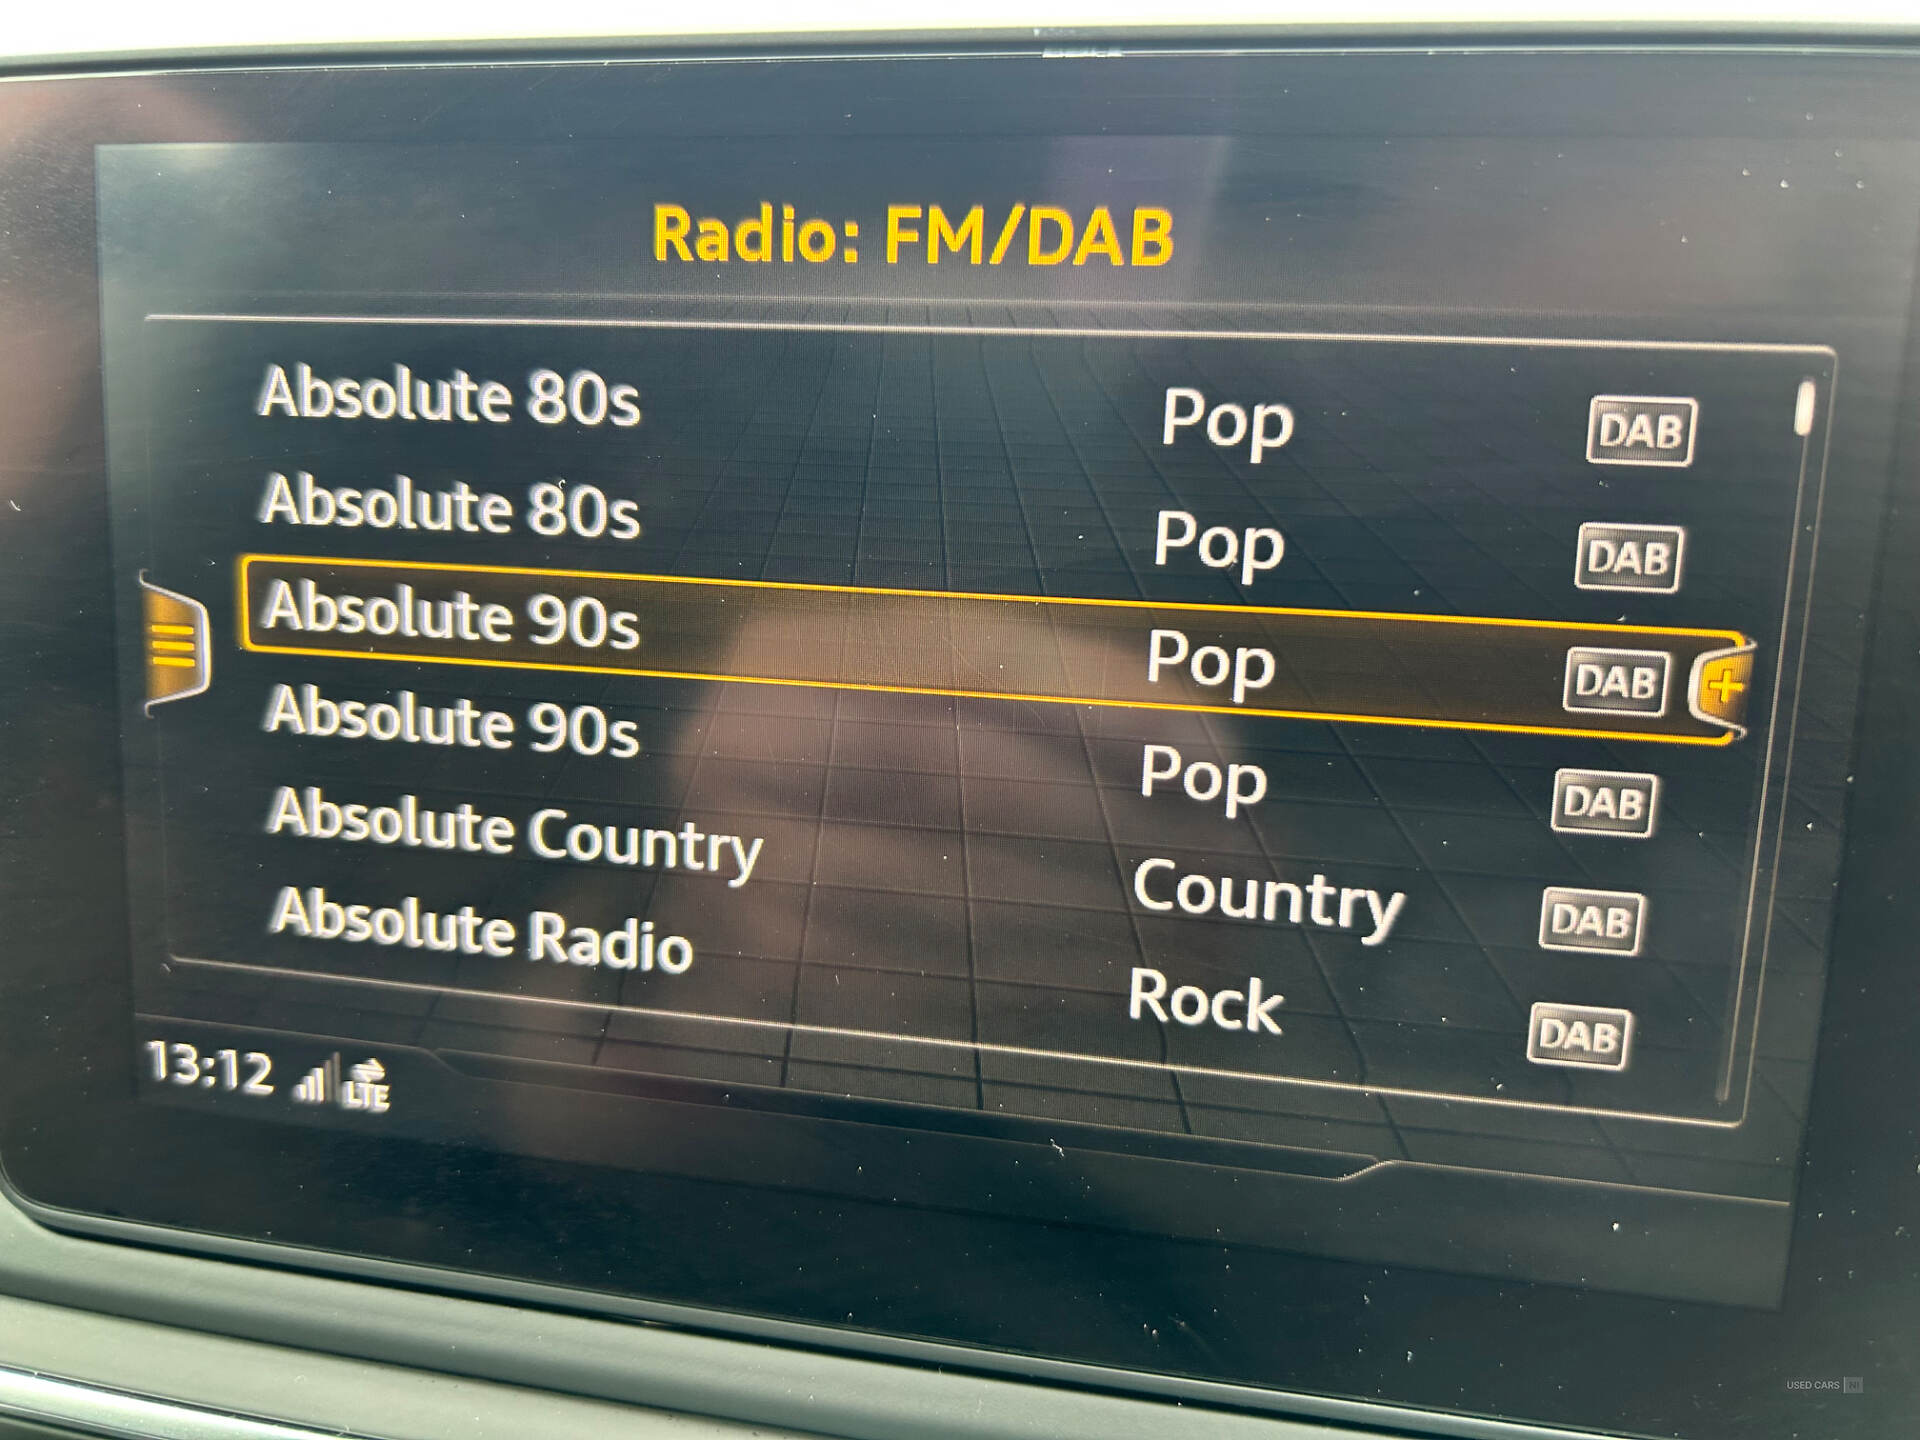 Radio: FM/DAB
Absolute 80s Pop DAB
Absolute 80s Pop DAB
Absolute 90s Pop DAB
Absolute 90s Pop DAB
Absolute Country Country DAB
Absolute Radio Rock DAB
13:12 LTE
USED CARS NI